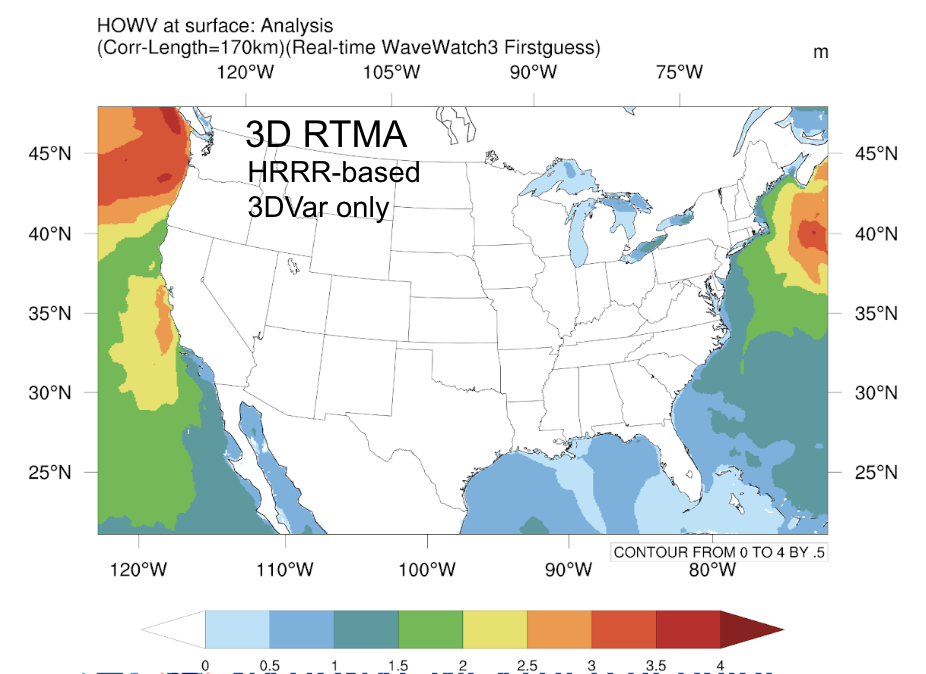 HOWV at surface: Analysis
(Corr-Length=170km)(Real-time WaveWatch3 Firstguess)
m
120°W 105°W 90°W 75°W
3D RTMA
HRRR-based
3DVar only
45°N 45°N
40°N 40°N
35°N 35°N
30°N 30°N
25°N 25°N
CONTOUR FROM 0 TO 4 BY .5
120°W 110°W 100°W 90°W 80°W
0 0.5 1 1.5 2 2.5 3 3.5 4